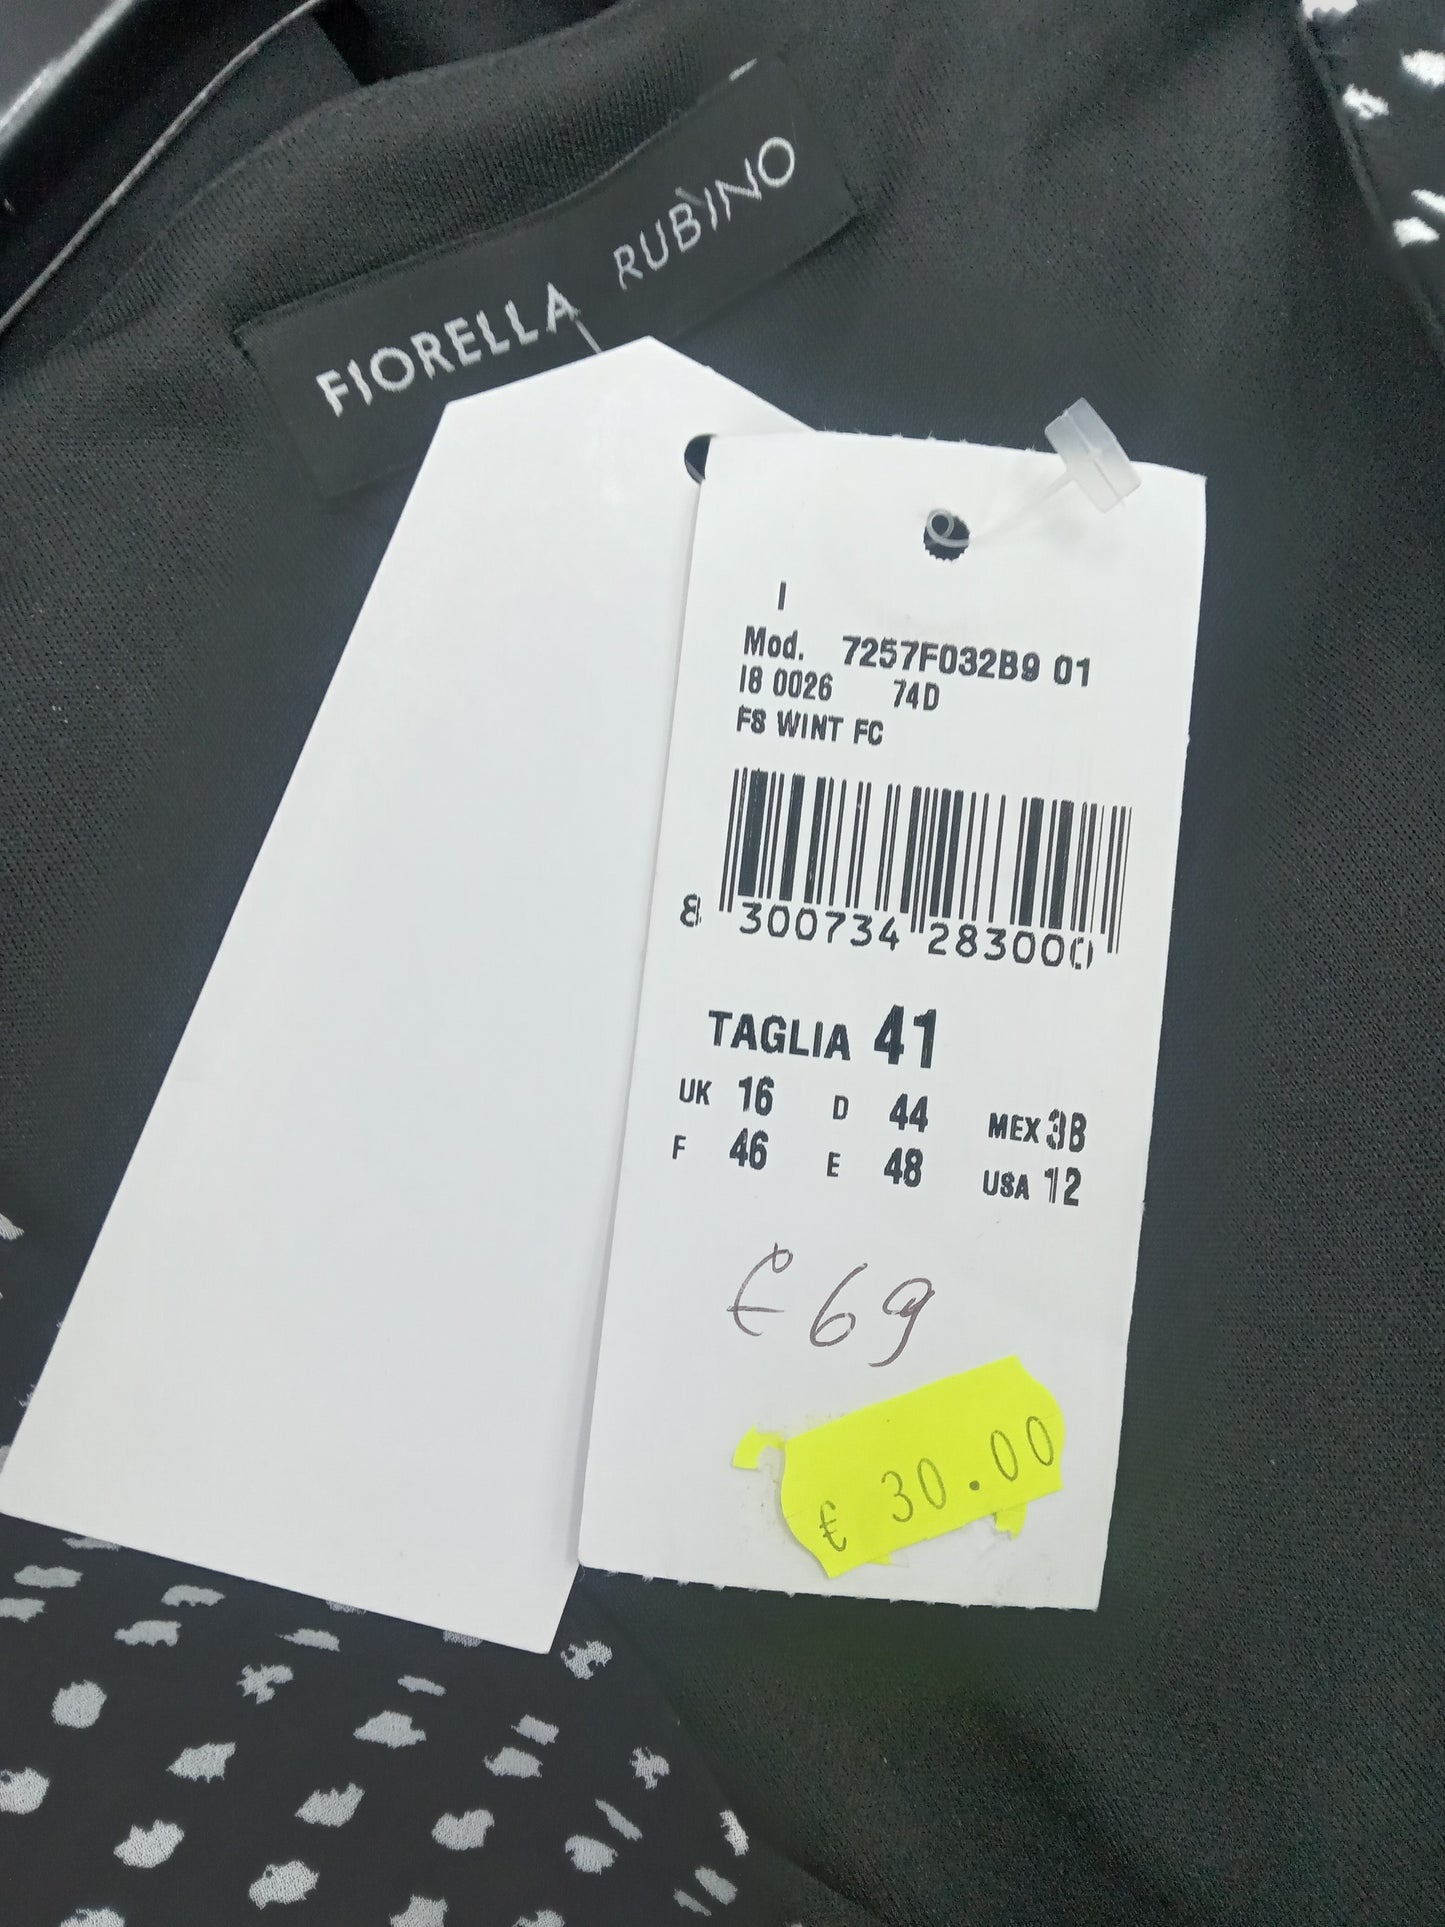 FIORELLA RUBINO
I
Mod. 7257F032B9 01
I8 0026 74D
F8 WINT FC
8 300734 283000
TAGLIA 41
UK 16 D 44 MEX 38
F 46 E 48 USA 12
€ 69
€ 30.00